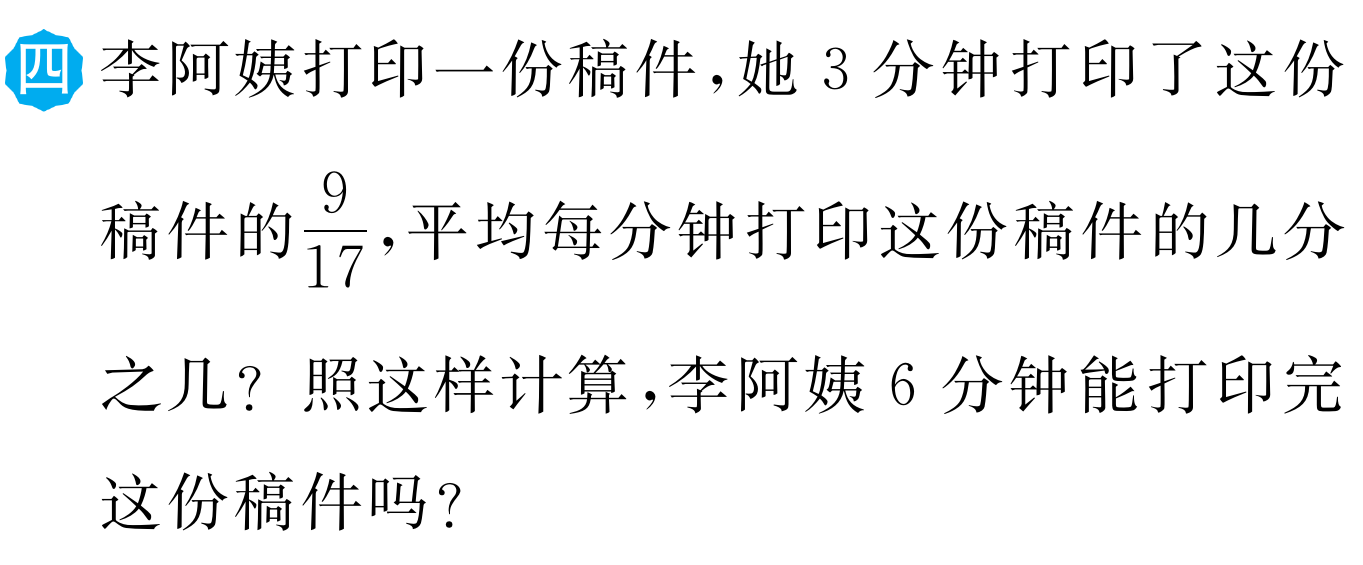 四 李阿姨打印一份稿件,她 3 分钟打印了这份
稿件的9/17,平均每分钟打印这份稿件的几分
之几? 照这样计算,李阿姨 6 分钟能打印完
这份稿件吗?